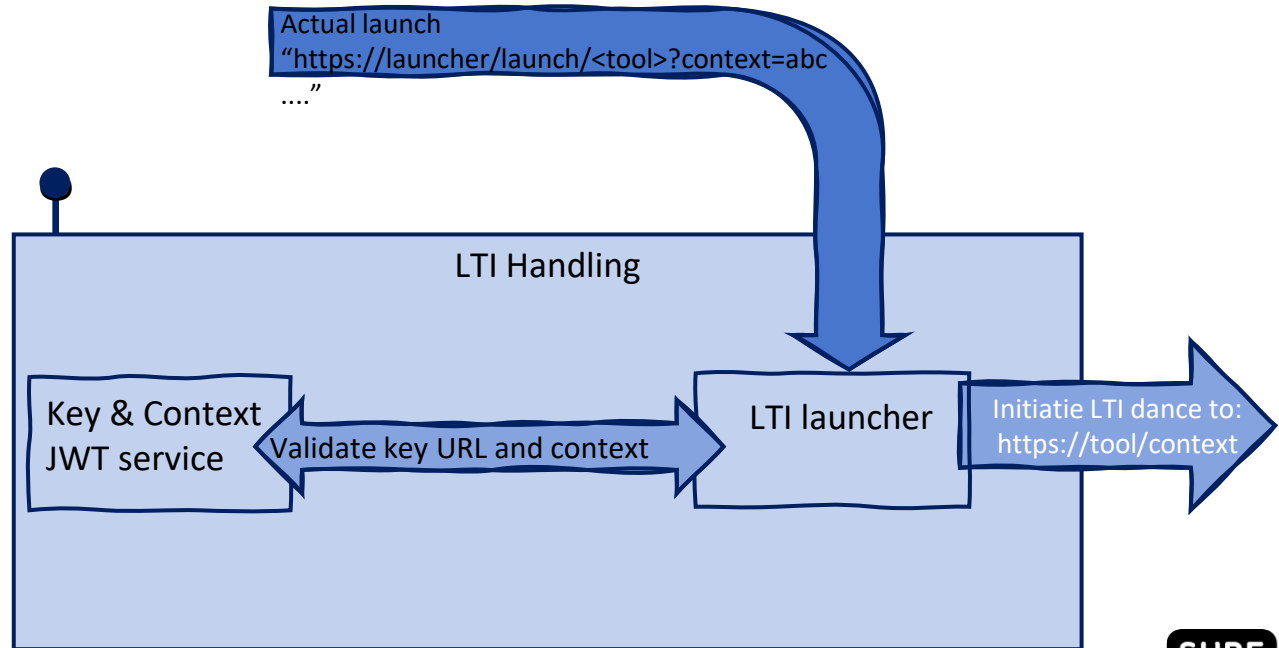 Actual launch
“https://launcher/launch/<tool>?context=abc
....”
LTI Handling
Key & Context
JWT service
Validate key URL and context
LTI launcher
Initiatie LTI dance to:
https://tool/context